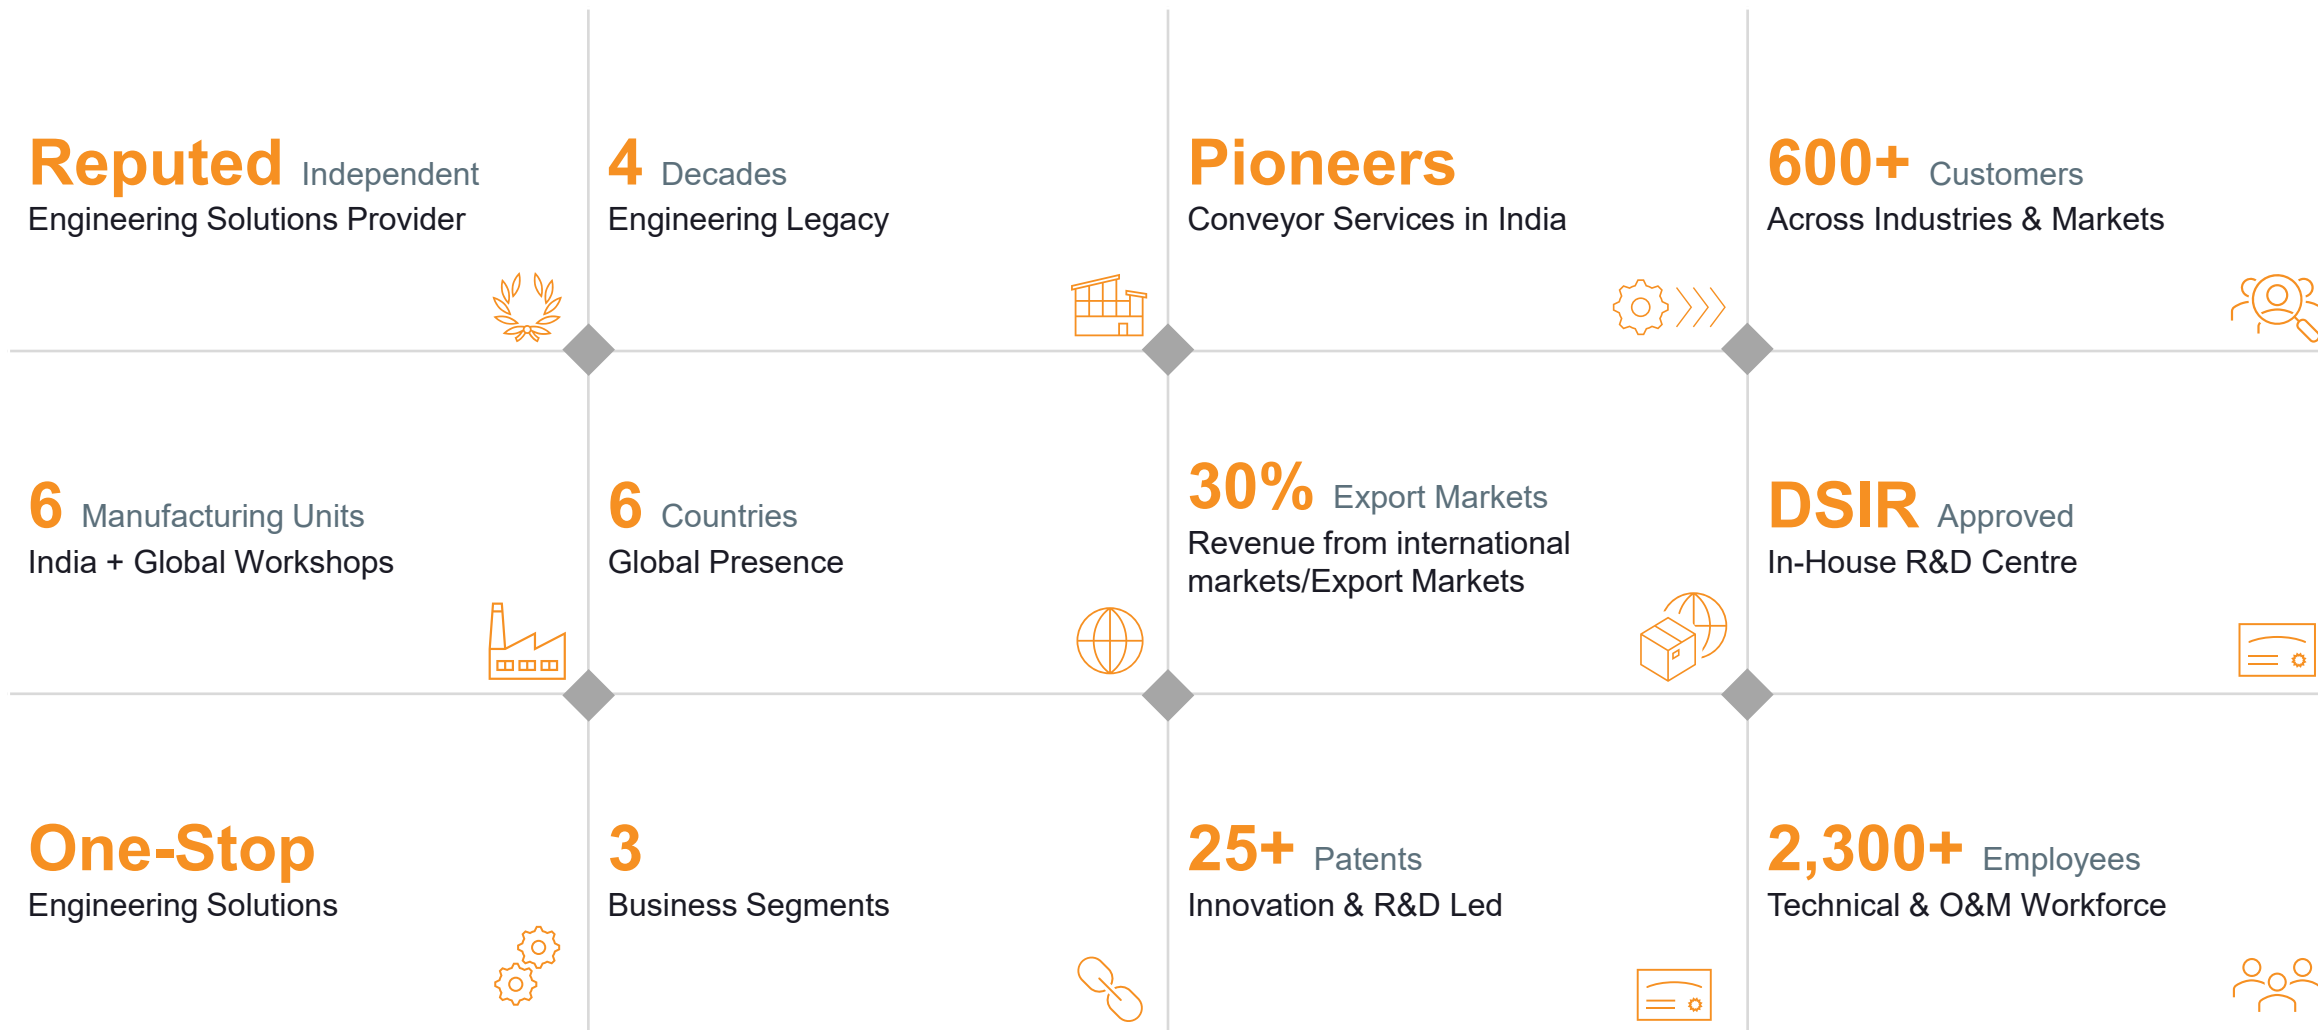 Reputed Independent
Engineering Solutions Provider
4 Decades
Engineering Legacy
Pioneers
Conveyor Services in India
600+ Customers
Across Industries & Markets
6 Manufacturing Units
India + Global Workshops
6 Countries
Global Presence
30% Export Markets
Revenue from international
markets/Export Markets
DSIR Approved
In-House R&D Centre
One-Stop
Engineering Solutions
3
Business Segments
25+ Patents
Innovation & R&D Led
2,300+ Employees
Technical & O&M Workforce